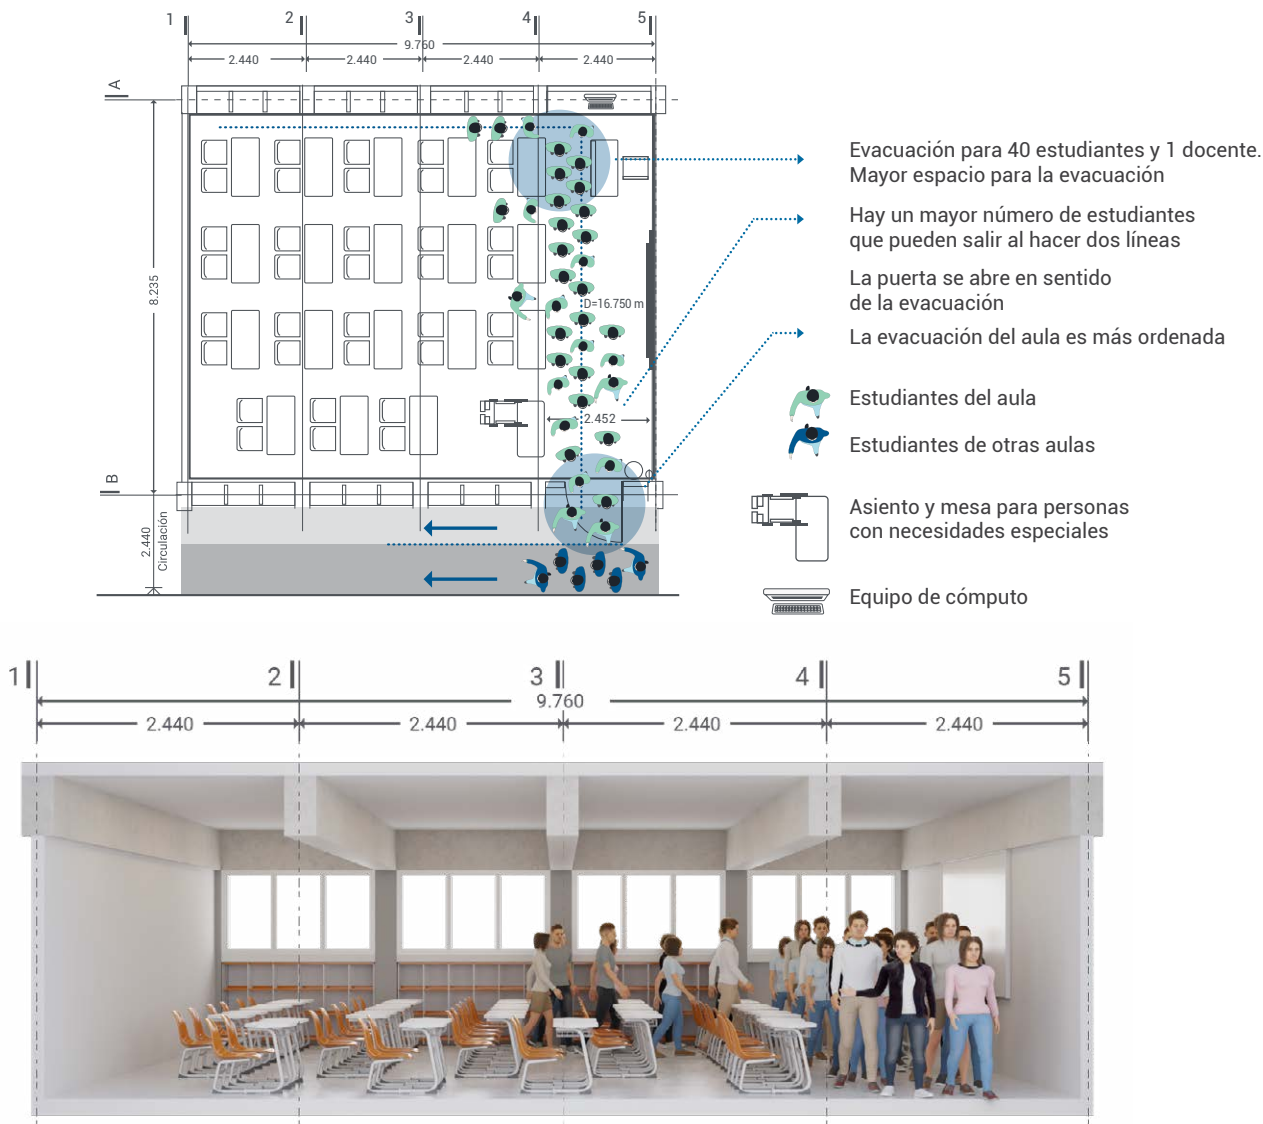 1
2
3
4
5
9.760
2.440
2.440
2.440
2.440
A
8.235
D=16.750 m
2.452
B
2.440
Circulación
Evacuación para 40 estudiantes y 1 docente.
Mayor espacio para la evacuación
Hay un mayor número de estudiantes
que pueden salir al hacer dos líneas
La puerta se abre en sentido
de la evacuación
La evacuación del aula es más ordenada
Estudiantes del aula
Estudiantes de otras aulas
Asiento y mesa para personas
con necesidades especiales
Equipo de cómputo
1
2
3
4
5
9.760
2.440
2.440
2.440
2.440